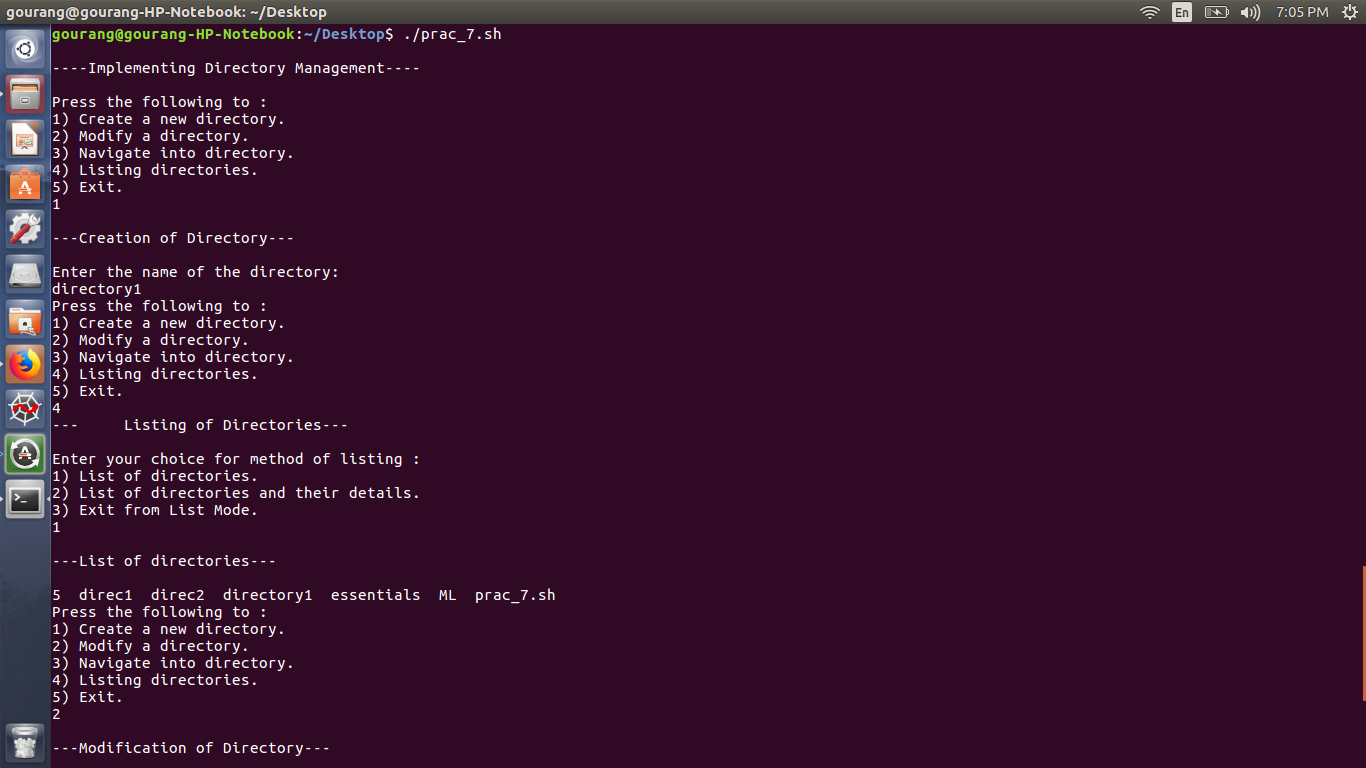 gourang@gourang-HP-Notebook: ~/Desktop
En
7:05 PM
gourang@gourang-HP-Notebook:~/Desktop$ ./prac_7.sh
----Implementing Directory Management----
Press the following to :
1) Create a new directory.
2) Modify a directory.
3) Navigate into directory.
4) Listing directories.
5) Exit.
1
---Creation of Directory---
Enter the name of the directory:
directory1
Press the following to :
1) Create a new directory.
2) Modify a directory.
3) Navigate into directory.
4) Listing directories.
5) Exit.
4
---     Listing of Directories---
Enter your choice for method of listing :
1) List of directories.
2) List of directories and their details.
3) Exit from List Mode.
1
---List of directories---
5  direc1  direc2  directory1  essentials  ML  prac_7.sh
Press the following to :
1) Create a new directory.
2) Modify a directory.
3) Navigate into directory.
4) Listing directories.
5) Exit.
2
---Modification of Directory---